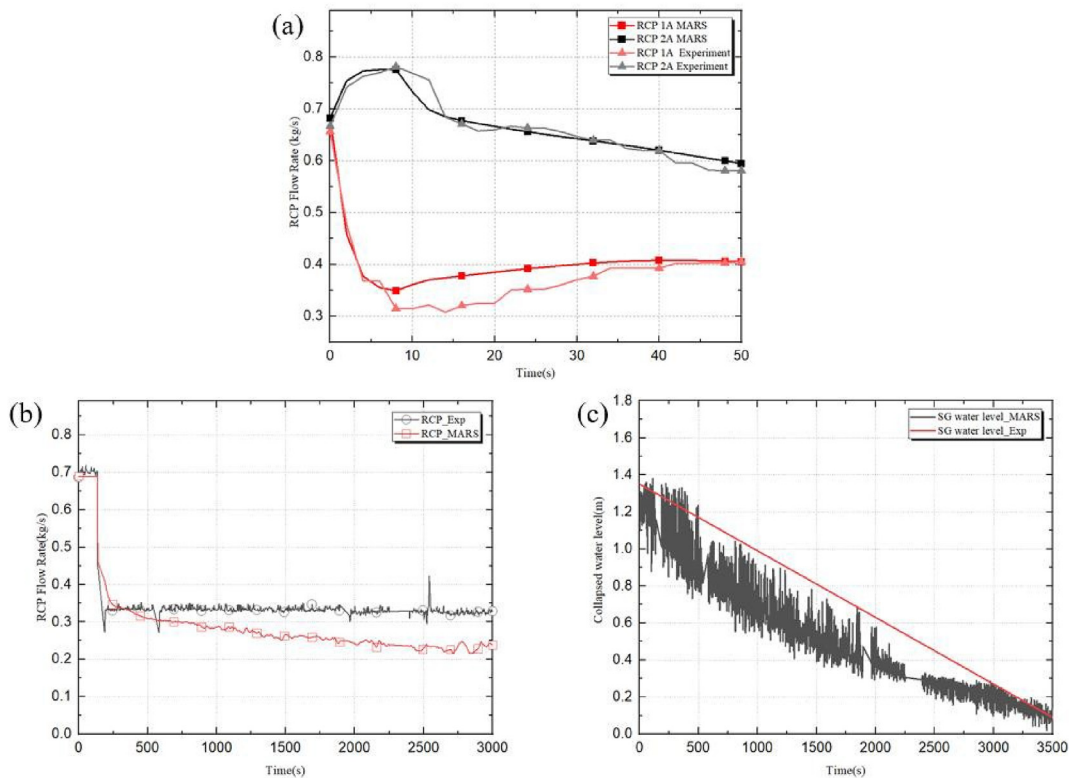 (a)
RCP 1A MARS
RCP 2A MARS
RCP 1A Experiment
RCP 2A Experiment
RCP Flow Rate (kg/s)
0.8
0.7
0.6
0.5
0.4
0.3
0 10 20 30 40 50
Time(s)
(b)
RCP_Exp
RCP_MARS
RCP Flow Rate(kg/s)
0.8
0.7
0.6
0.5
0.4
0.3
0.2
0.1
0.0
0 500 1000 1500 2000 2500 3000
Time(s)
(c)
SG water level_MARS
SG water level_Exp
Collapsed water level(m)
1.8
1.6
1.4
1.2
1.0
0.8
0.6
0.4
0.2
0.0
0 500 1000 1500 2000 2500 3000 3500
Time(s)